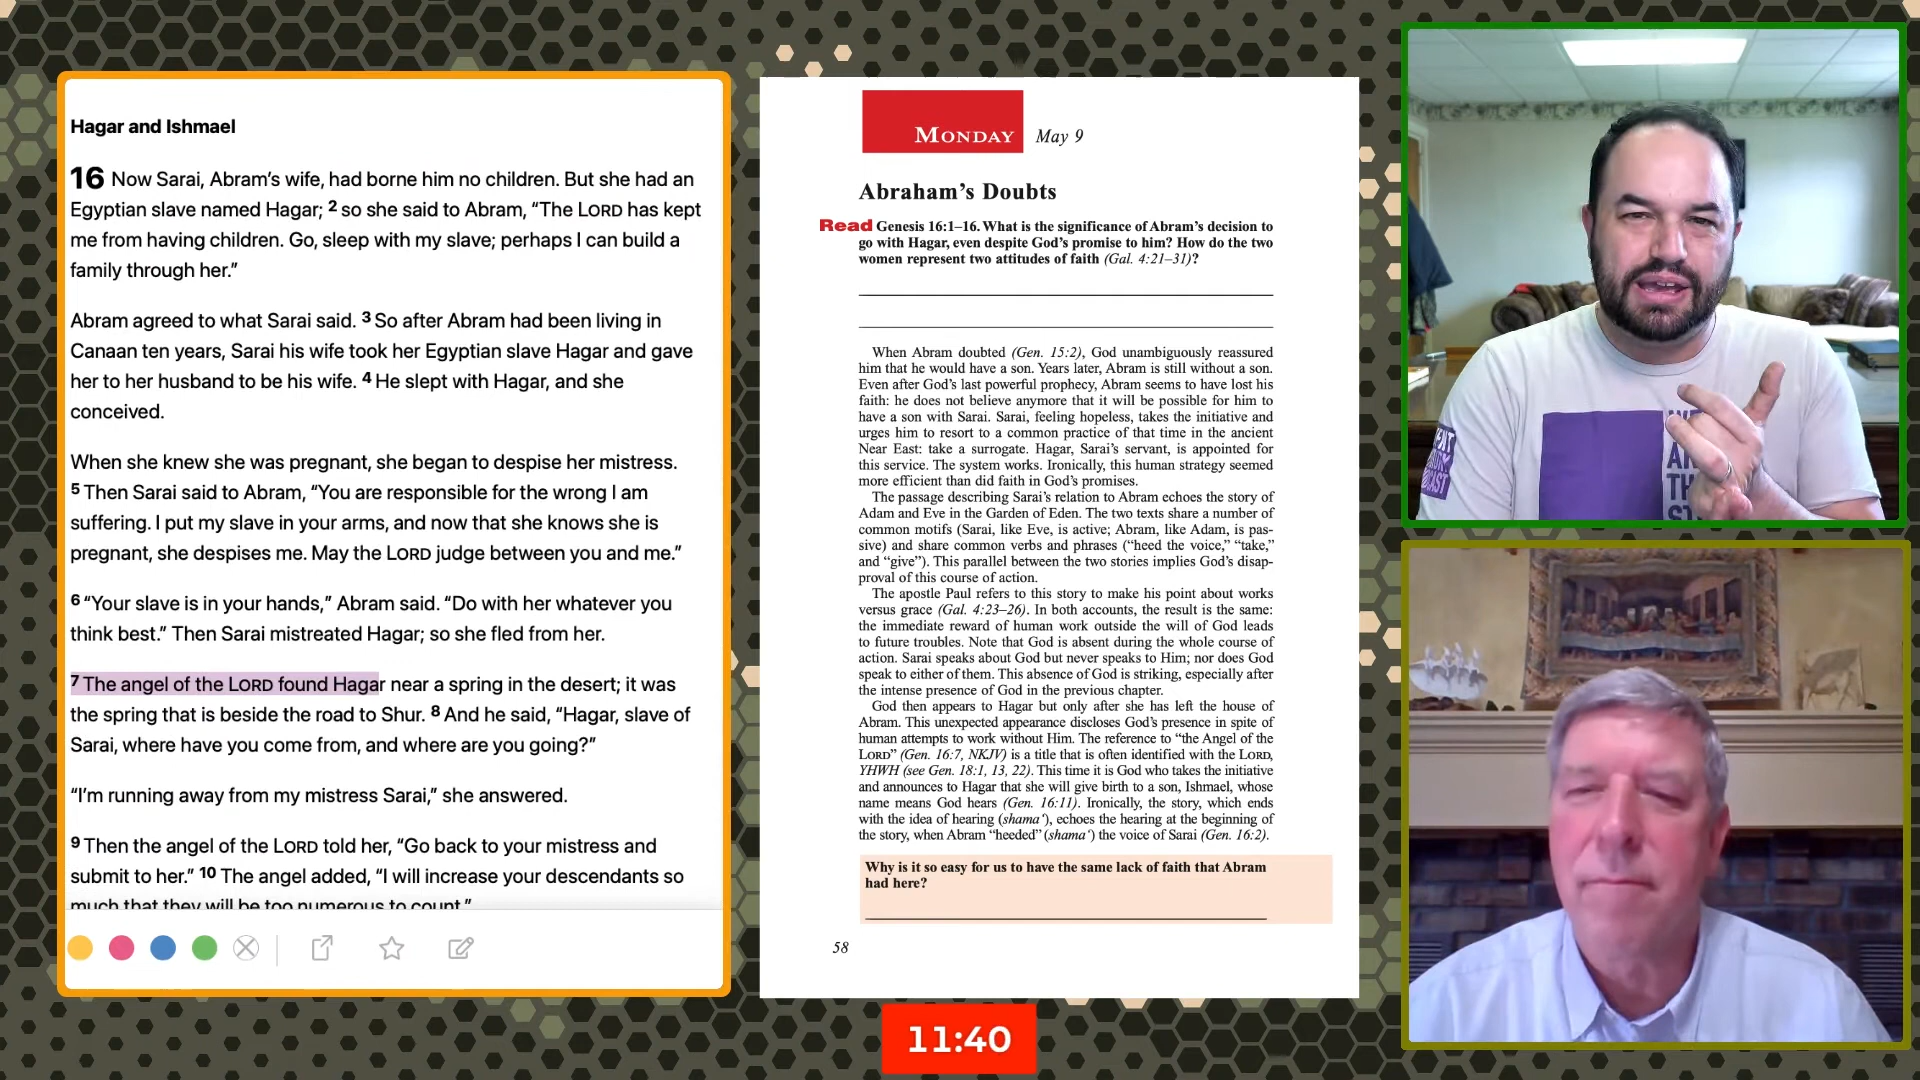 Hagar and Ishmael
16 Now Sarai, Abram’s wife, had borne him no children. But she had an
Egyptian slave named Hagar; 2 so she said to Abram, “The LORD has kept
me from having children. Go, sleep with my slave; perhaps I can build a
family through her.”
Abram agreed to what Sarai said. 3 So after Abram had been living in
Canaan ten years, Sarai his wife took her Egyptian slave Hagar and gave
her to her husband to be his wife. 4 He slept with Hagar, and she
conceived.
When she knew she was pregnant, she began to despise her mistress.
5 Then Sarai said to Abram, “You are responsible for the wrong I am
suffering. I put my slave in your arms, and now that she knows she is
pregnant, she despises me. May the LORD judge between you and me.”
6 “Your slave is in your hands,” Abram said. “Do with her whatever you
think best.” Then Sarai mistreated Hagar; so she fled from her.
7 The angel of the LORD found Hagar near a spring in the desert; it was
the spring that is beside the road to Shur. 8 And he said, “Hagar, slave of
Sarai, where have you come from, and where are you going?”
“I’m running away from my mistress Sarai,” she answered.
9 Then the angel of the LORD told her, “Go back to your mistress and
submit to her.” 10 The angel added, “I will increase your descendants so
much that they will be too numerous to count.”
MONDAY May 9
Abraham’s Doubts
Read Genesis 16:1–16. What is the significance of Abram’s decision to
go with Hagar, even despite God’s promise to him? How do the two
women represent two attitudes of faith (Gal. 4:21–31)?
When Abram doubted (Gen. 15:2), God unambiguously reassured
him that he would have a son. Years later, Abram is still without a son.
Even after God’s last powerful prophecy, Abram seems to have lost his
faith: he does not believe anymore that it will be possible for him to
have a son with Sarai. Sarai, feeling hopeless, takes the initiative and
urges him to resort to a common practice of that time in the ancient
Near East: take a surrogate. Hagar, Sarai’s servant, is appointed for
this service. The system works. Ironically, this human strategy seemed
more efficient than did faith in God’s promises.
The passage describing Sarai’s relation to Abram echoes the story of
Adam and Eve in the Garden of Eden. The two texts share a number of
common motifs (Sarai, like Eve, is active; Abram, like Adam, is pas-
sive) and share common verbs and phrases (“heed the voice,” “take,”
and “give”). This parallel between the two stories implies God’s disap-
proval of this course of action.
The apostle Paul refers to this story to make his point about works
versus grace (Gal. 4:23–26). In both accounts, the result is the same:
the immediate reward of human work outside the will of God leads
to future troubles. Note that God is absent during the whole course of
action. Sarai speaks about God but never speaks to Him; nor does God
speak to either of them. This absence of God is striking, especially after
the intense presence of God in the previous chapter.
God then appears to Hagar but only after she has left the house of
Abram. This unexpected appearance discloses God’s presence in spite of
human attempts to work without Him. The reference to “the Angel of the
LORD” (Gen. 16:7, NKJV) is a title that is often identified with the LORD,
YHWH (see Gen. 18:1, 13, 22). This time it is God who takes the initiative
and announces to Hagar that she will give birth to a son, Ishmael, whose
name means God hears (Gen. 16:11). Ironically, the story, which ends
with the idea of hearing (shama‘), echoes the hearing at the beginning of
the story, when Abram “heeded” (shama‘) the voice of Sarai (Gen. 16:2).
Why is it so easy for us to have the same lack of faith that Abram
had here?
58
11:40